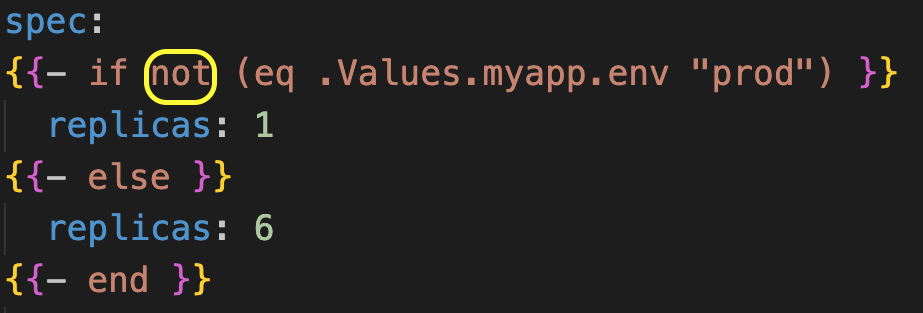 spec:
{{- if not (eq .Values.myapp.env "prod") }}
  replicas: 1
{{- else }}
  replicas: 6
{{- end }}